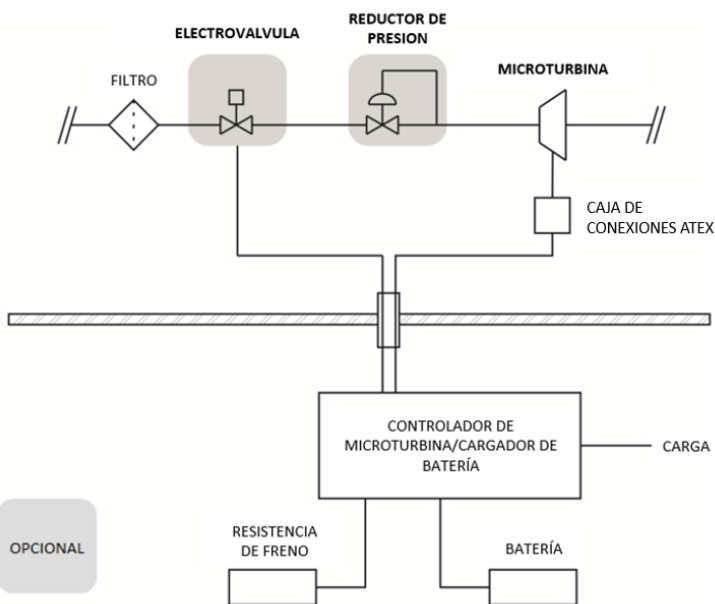 ELECTROVALVULA
REDUCTOR DE
PRESION
MICROTURBINA
FILTRO
CAJA DE
CONEXIONES ATEX
CONTROLADOR DE
MICROTURBINA/CARGADOR DE
BATERÍA
CARGA
OPCIONAL
RESISTENCIA
DE FRENO
BATERÍA